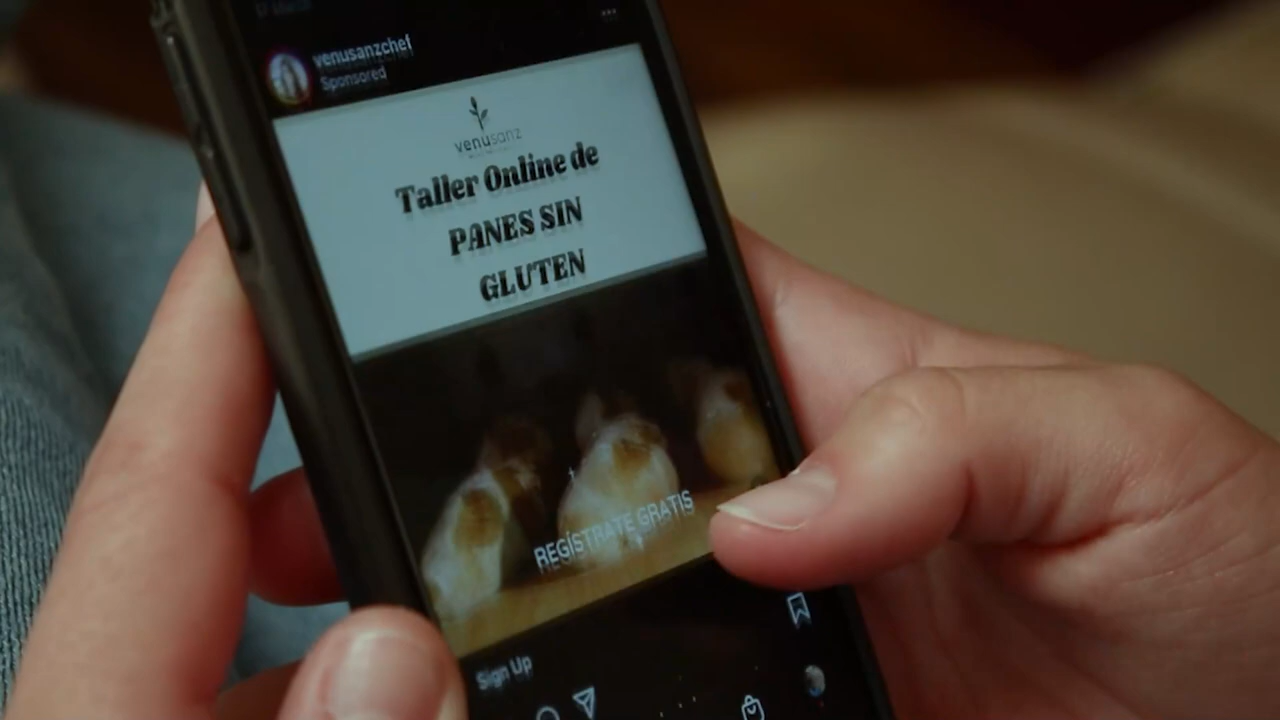 venusanzchef
Sponsored
venusanz
Taller Online de
PANES SIN
GLUTEN
REGÍSTRATE GRATIS
Sign Up